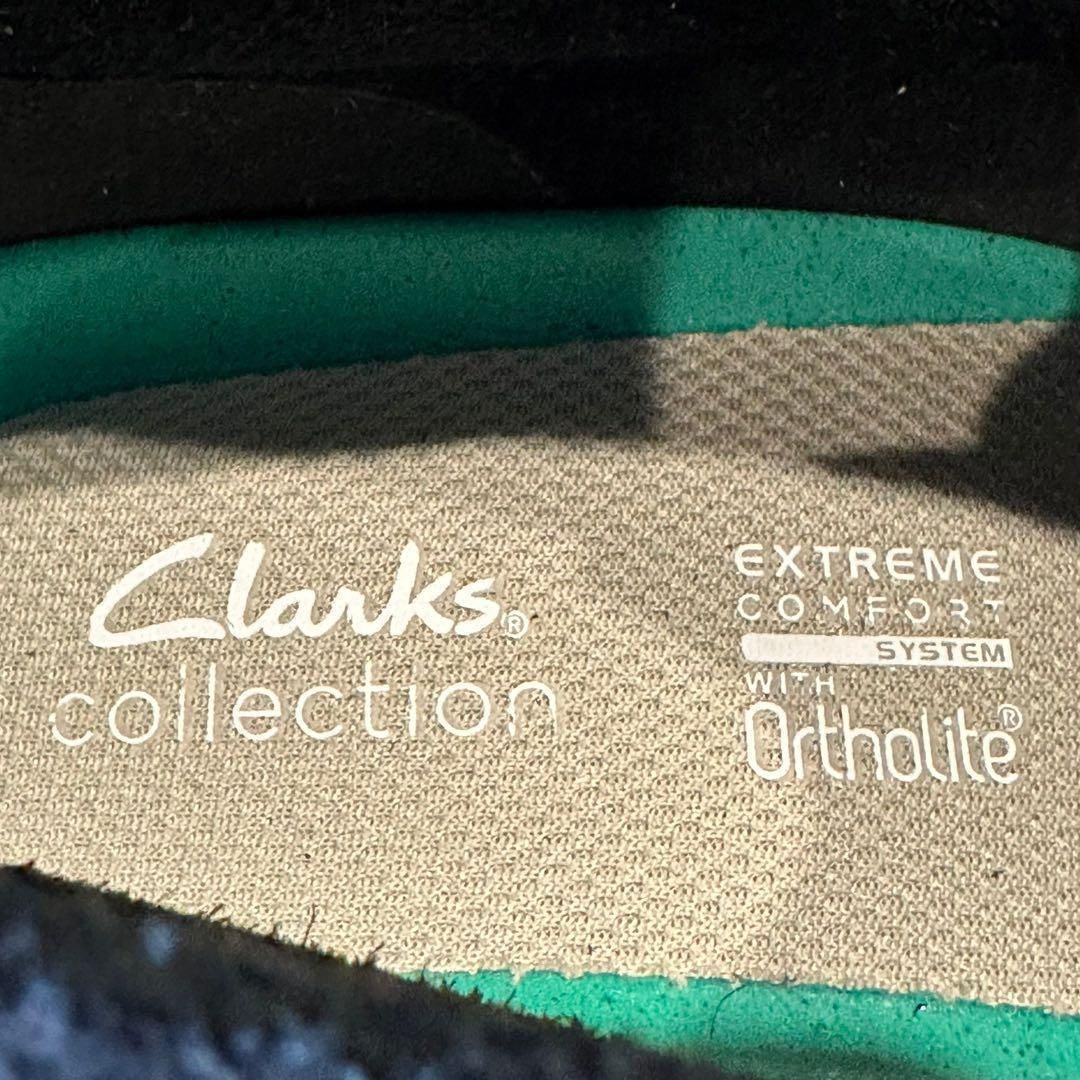 Clarks®
collection
EXTREME
COMFORT
SYSTEM
WITH
Ortholite®